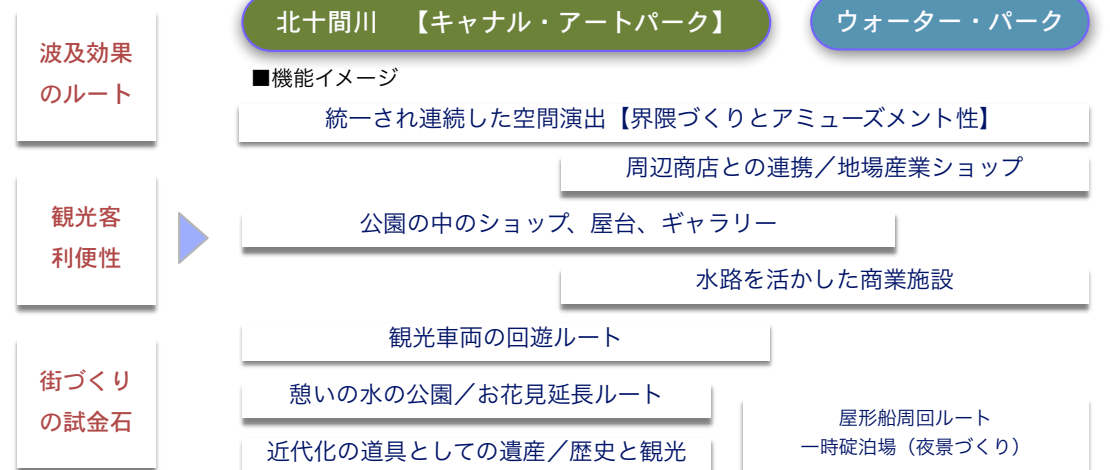 波及効果
のルート
観光客
利便性
街づくり
の試金石
北十間川 【キャナル・アートパーク】
ウォーター・パーク
■機能イメージ
統一され連続した空間演出【界隈づくりとアミューズメント性】
周辺商店との連携／地場産業ショップ
公園の中のショップ、屋台、ギャラリー
水路を活かした商業施設
観光車両の回遊ルート
憩いの水の公園／お花見延長ルート
近代化の道具としての遺産／歴史と観光
屋形船周回ルート
一時碇泊場（夜景づくり）